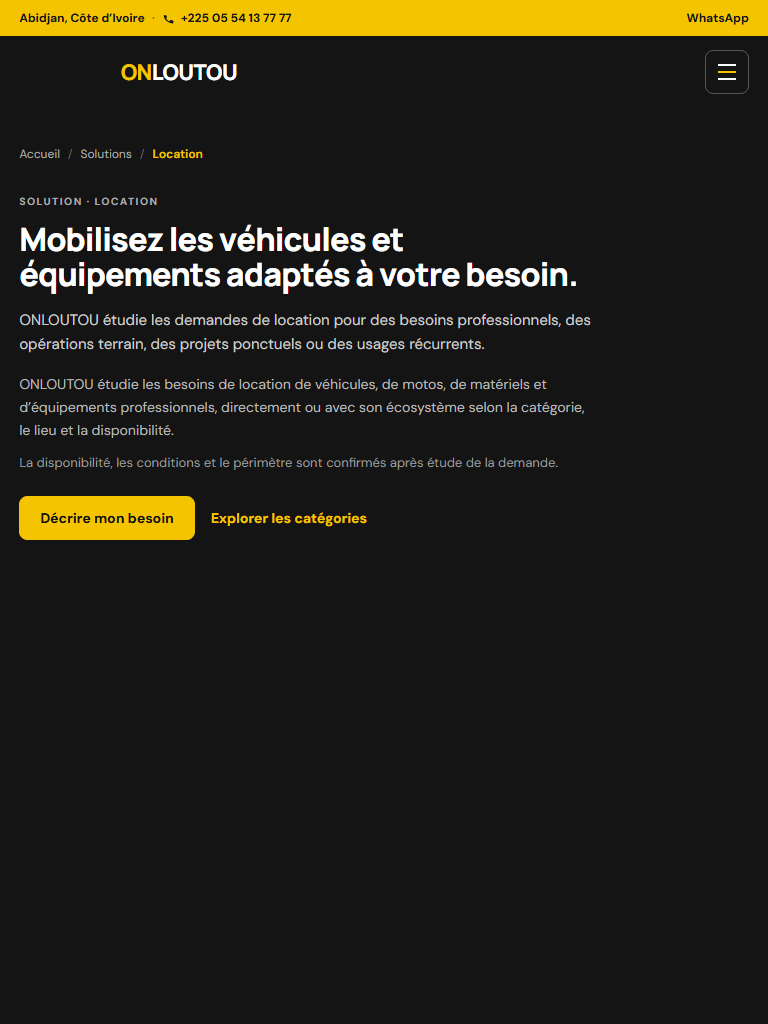 Abidjan, Côte d’Ivoire · +225 05 54 13 77 77
WhatsApp
ONLOUTOU
Accueil / Solutions / Location
SOLUTION · LOCATION
Mobilisez les véhicules et
équipements adaptés à votre besoin.
ONLOUTOU étudie les demandes de location pour des besoins professionnels, des
opérations terrain, des projets ponctuels ou des usages récurrents.
ONLOUTOU étudie les besoins de location de véhicules, de motos, de matériels et
d’équipements professionnels, directement ou avec son écosystème selon la catégorie,
le lieu et la disponibilité.
La disponibilité, les conditions et le périmètre sont confirmés après étude de la demande.
Décrire mon besoin
Explorer les catégories